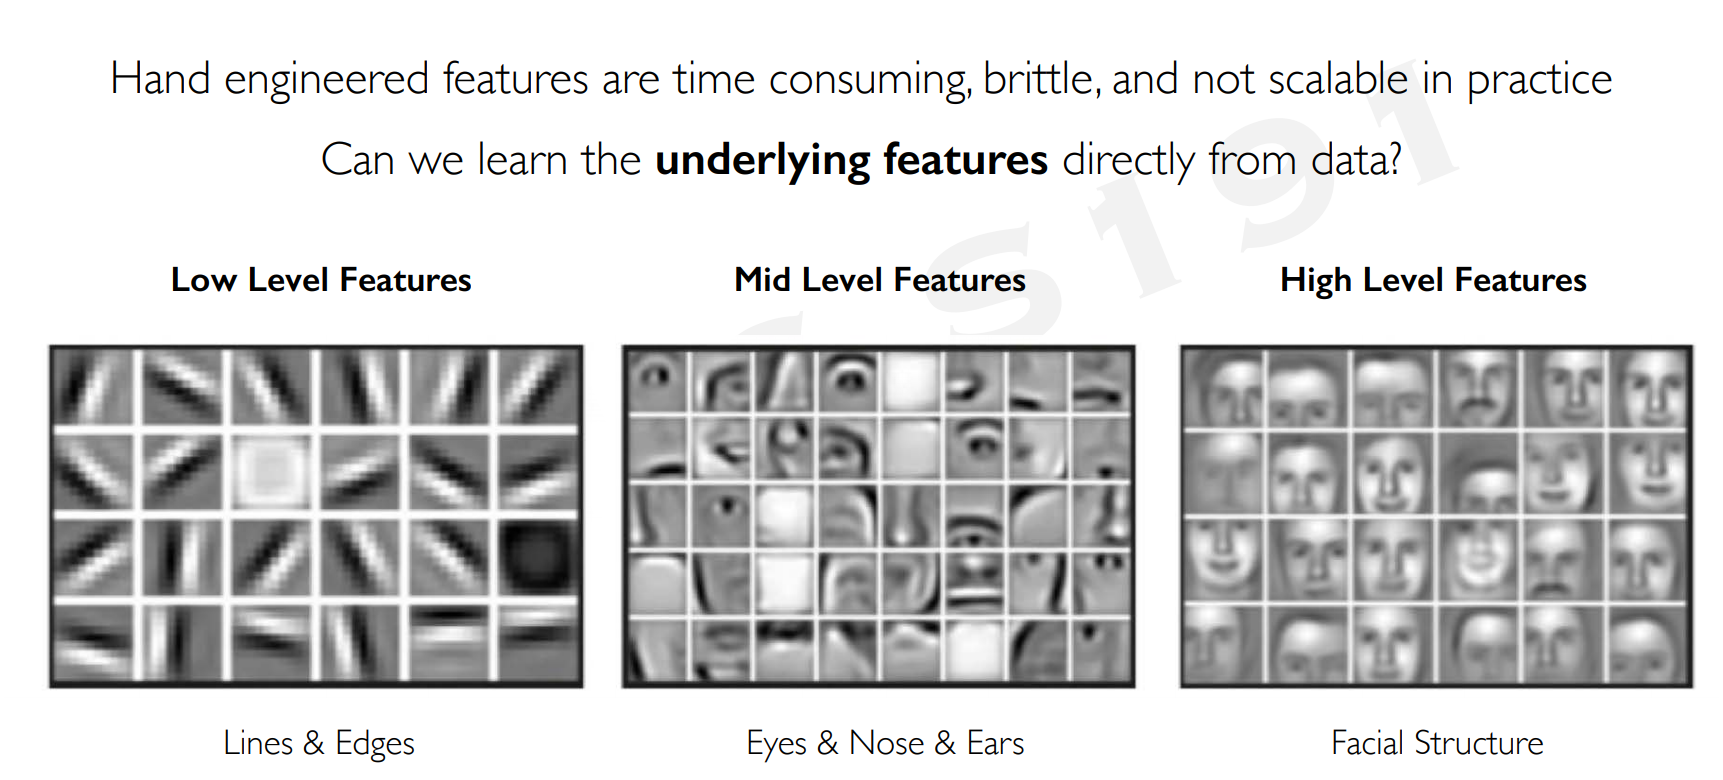 Hand engineered features are time consuming, brittle, and not scalable in practice
Can we learn the underlying features directly from data?
Low Level Features
Mid Level Features
High Level Features
Lines & Edges
Eyes & Nose & Ears
Facial Structure
S191